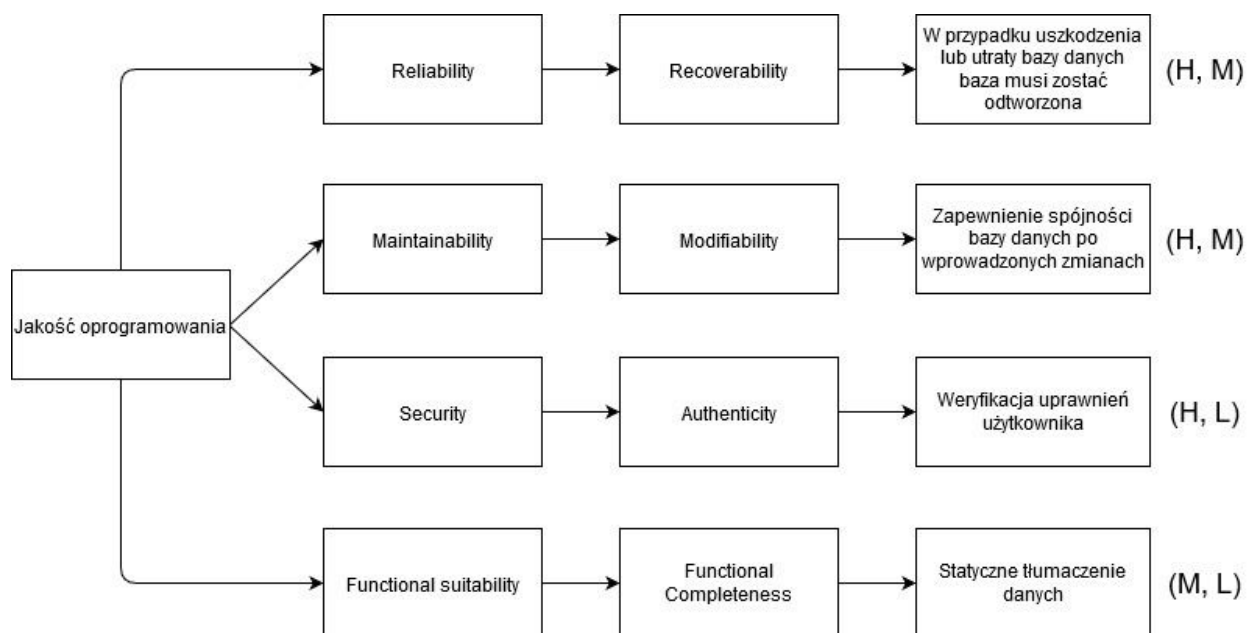 Reliability
Recoverability
W przypadku uszkodzenia
lub utraty bazy danych
baza musi zostać
odtworzona
(H, M)
Maintainability
Modifiability
Zapewnienie spójności
bazy danych po
wprowadzonych zmianach
(H, M)
Jakość oprogramowania
Security
Authenticity
Weryfikacja uprawnień
użytkownika
(H, L)
Functional suitability
Functional
Completeness
Statyczne tłumaczenie
danych
(M, L)